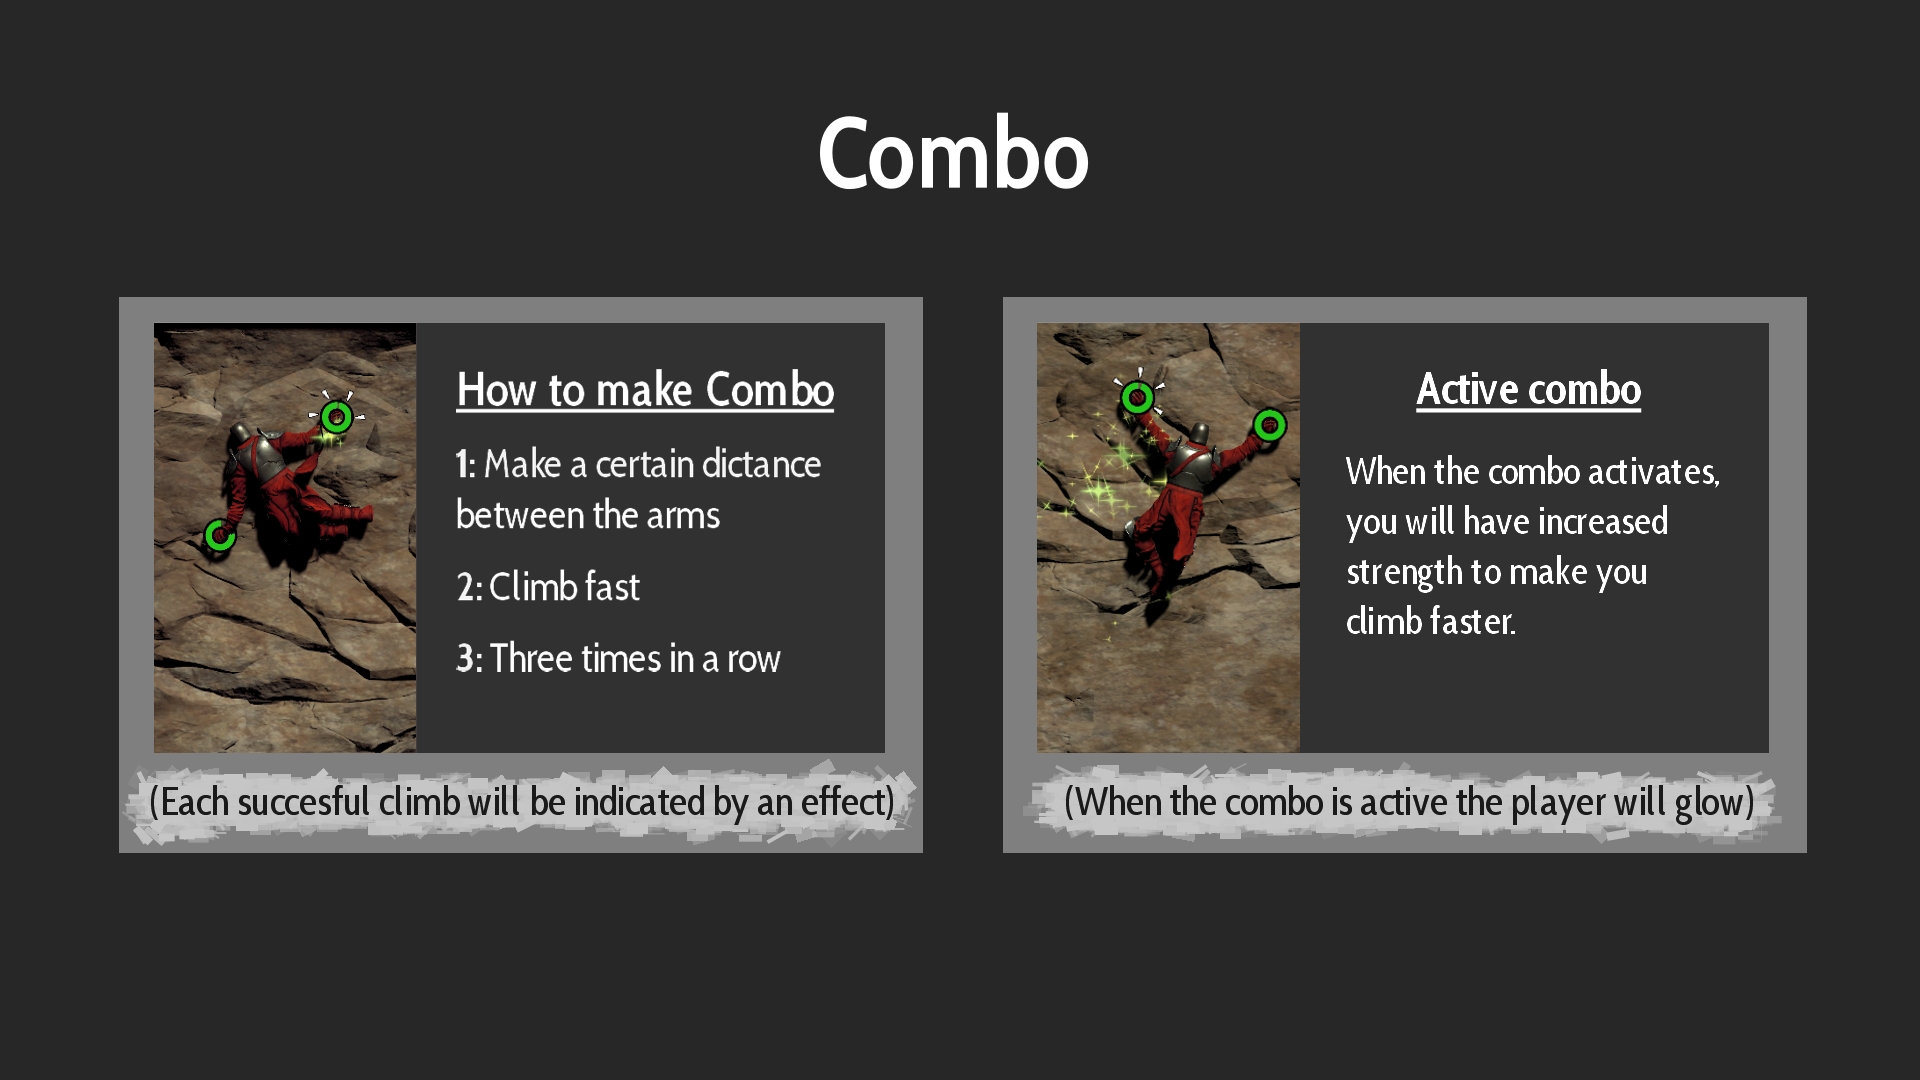 Combo
How to make Combo
1: Make a certain dictance
between the arms
2: Climb fast
3: Three times in a row
(Each succesful climb will be indicated by an effect)
Active combo
When the combo activates,
you will have increased
strength to make you
climb faster.
(When the combo is active the player will glow)